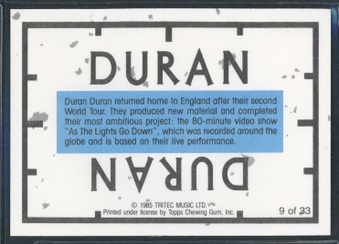 DURAN
Duran Duran returned home to England after their second
World Tour. They produced new material and completed
their most ambitious project: the 80-minute video show
"As The Lights Go Down", which was recorded around the
globe and is based on their live performance.
DURAN
© 1985 TRITEC MUSIC LTD.
Printed under license by Topps Chewing Gum, Inc.
9 of 33